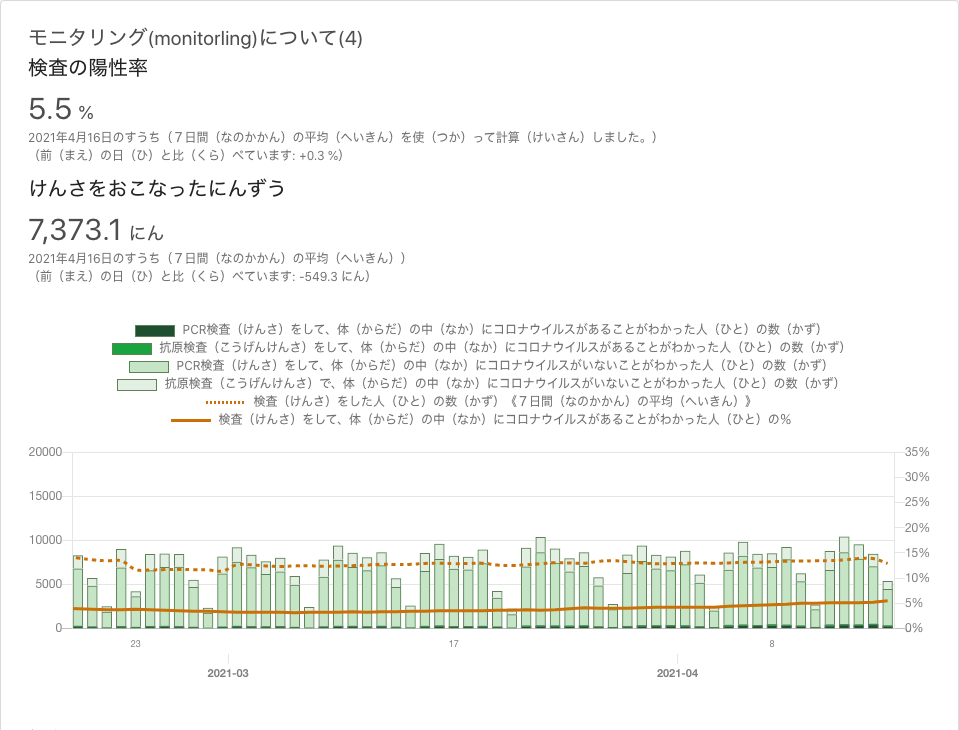 モニタリング(monitorling)について(4)
検査の陽性率
5.5 %
2021年4月16日のすうち（７日間（なのかかん）の平均（へいきん）を使（つか）って計算（けいさん）しました。）
（前（まえ）の日（ひ）と比（くら）べています: +0.3 %）
けんさをおこなったにんずう
7,373.1 にん
2021年4月16日のすうち（７日間（なのかかん）の平均（へいきん））
（前（まえ）の日（ひ）と比（くら）べています: -549.3 にん）
PCR検査（けんさ）をして、体（からだ）の中（なか）にコロナウイルスがあることがわかった人（ひと）の数（かず）
抗原検査（こうげんけんさ）をして、体（からだ）の中（なか）にコロナウイルスがあることがわかった人（ひと）の数（かず）
PCR検査（けんさ）をして、体（からだ）の中（なか）にコロナウイルスがいないことがわかった人（ひと）の数（かず）
抗原検査（こうげんけんさ）で、体（からだ）の中（なか）にコロナウイルスがいないことがわかった人（ひと）の数（かず）
検査（けんさ）をした人（ひと）の数（かず）《７日間（なのかかん）の平均（へいきん）》
検査（けんさ）をして、体（からだ）の中（なか）にコロナウイルスがあることがわかった人（ひと）の％
20000 35%
30%
15000 25%
20%
10000 15%
10%
5000 5%
0 0%
23 17 8
2021-03 2021-04